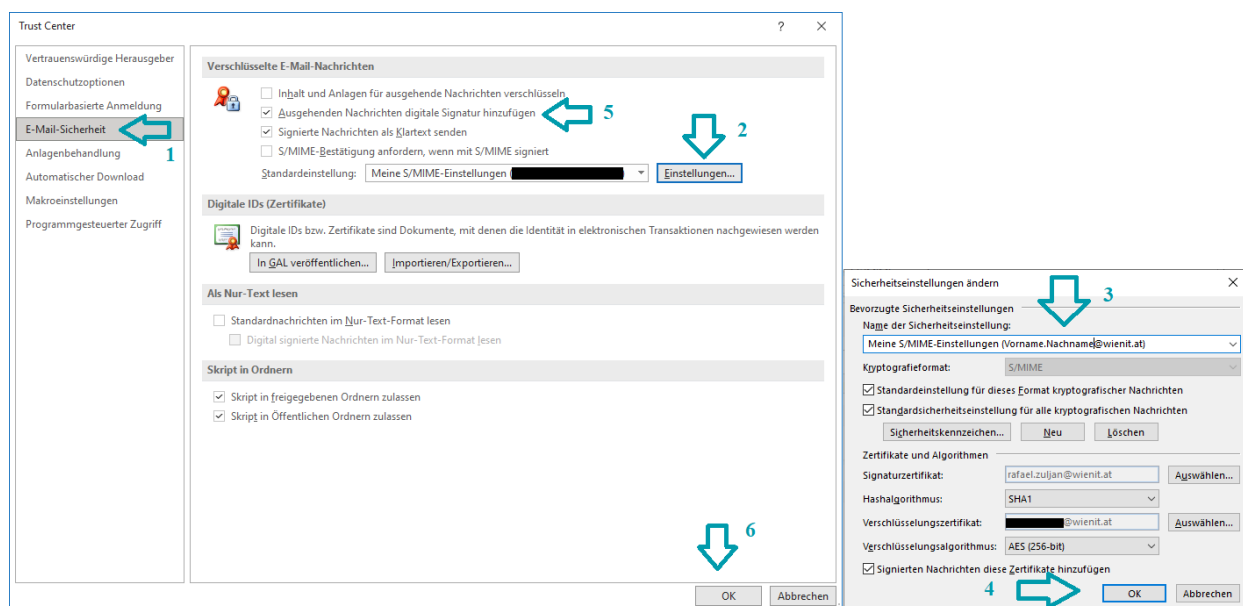 Trust Center
?
Vertrauenswürdige Herausgeber
Datenschutzoptionen
Formularbasierte Anmeldung
E-Mail-Sicherheit
1
Anlagenbehandlung
Automatischer Download
Makroeinstellungen
Programmgesteuerter Zugriff
Verschlüsselte E-Mail-Nachrichten
Inhalt und Anlagen für ausgehende Nachrichten verschlüsseln
Ausgehenden Nachrichten digitale Signatur hinzufügen
5
Signierte Nachrichten als Klartext senden
2
S/MIME-Bestätigung anfordern, wenn mit S/MIME signiert
Standardeinstellung: Meine S/MIME-Einstellungen ( ) Einstellungen...
Digitale IDs (Zertifikate)
Digitale IDs bzw. Zertifikate sind Dokumente, mit denen die Identität in elektronischen Transaktionen nachgewiesen werden
kann.
In GAL veröffentlichen... Importieren/Exportieren...
Als Nur-Text lesen
Standardnachrichten im Nur-Text-Format lesen
Digital signierte Nachrichten im Nur-Text-Format lesen
Skript in Ordnern
Skript in freigegebenen Ordnern zulassen
Skript in Öffentlichen Ordnern zulassen
6
OK Abbrechen
Sicherheitseinstellungen ändern
3
Bevorzugte Sicherheitseinstellungen
Name der Sicherheitseinstellung:
Meine S/MIME-Einstellungen (Vorname.Nachname@wienit.at)
Kryptografieformat: S/MIME
Standardeinstellung für dieses Format kryptografischer Nachrichten
Standardsicherheitseinstellung für alle kryptografischen Nachrichten
Sicherheitskennzeichen... Neu Löschen
Zertifikate und Algorithmen
Signaturzertifikat: rafael.zuljan@wienit.at Auswählen...
Hashalgorithmus: SHA1
Verschlüsselungszertifikat: @wienit.at Auswählen...
Verschlüsselungsalgorithmus: AES (256-bit)
Signierten Nachrichten diese Zertifikate hinzufügen
4
OK Abbrechen